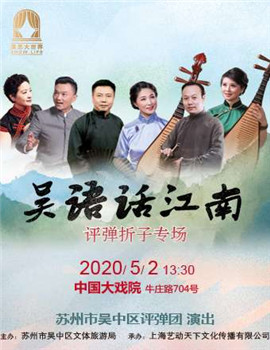 吴语话江南
评弹折子专场
2020/5/2 13:30
中国大戏院 牛庄路704号
苏州市吴中区评弹团 演出
主办：苏州市吴中区文体旅游局 承办：上海艺动天下文化传播有限公司